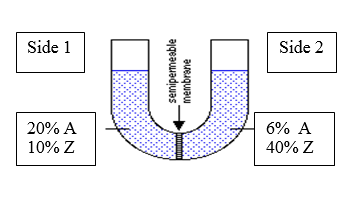 Side 1
semipermeable
membrane
Side 2
20% A
10% Z
6% A
40% Z